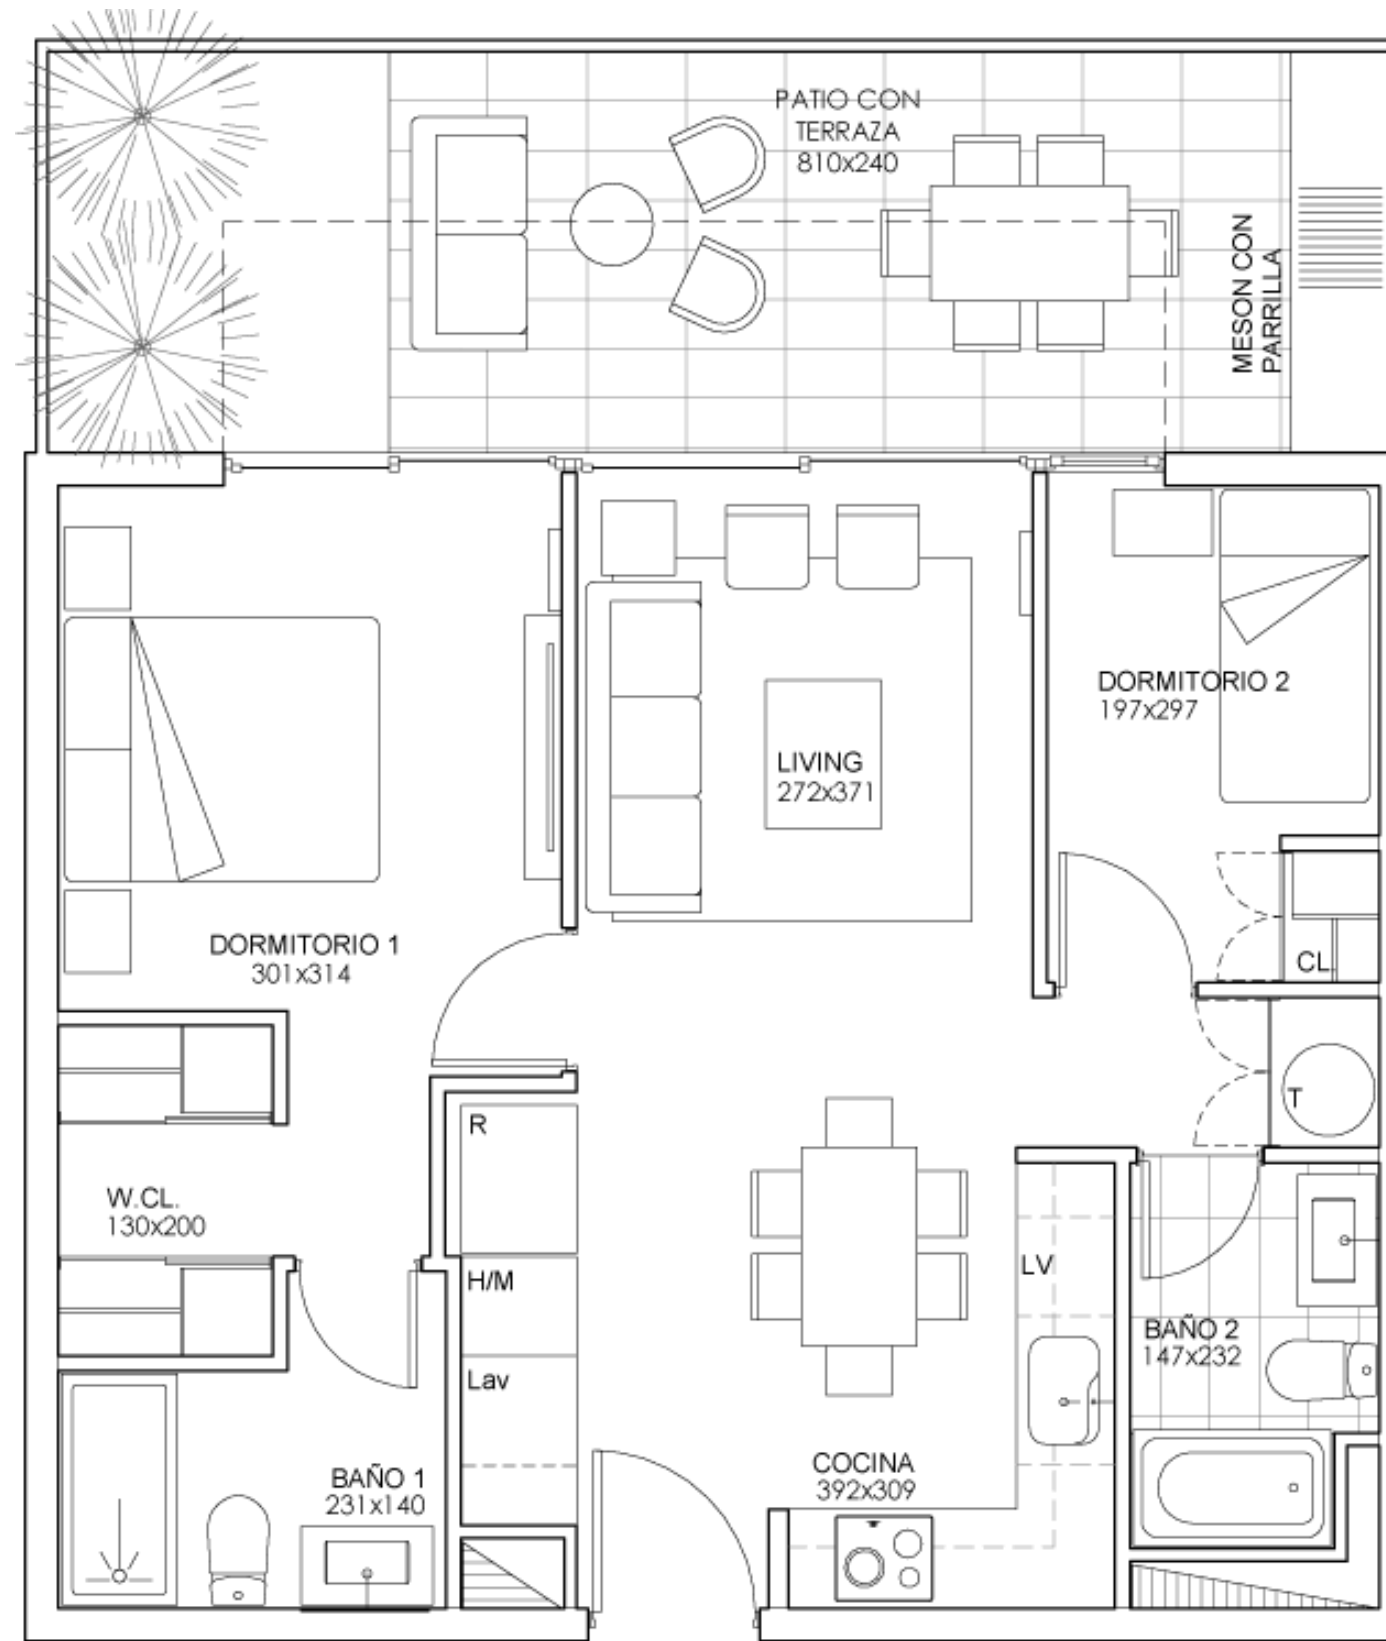 PATIO CON
TERRAZA
810x240
MESON CON
PARRILLA
DORMITORIO 2
197x297
LIVING
272x371
DORMITORIO 1
301x314
CL.
T
R
W.CL.
130x200
H/M
LV
Lav
BAÑO 2
147x232
COCINA
392x309
BAÑO 1
231x140